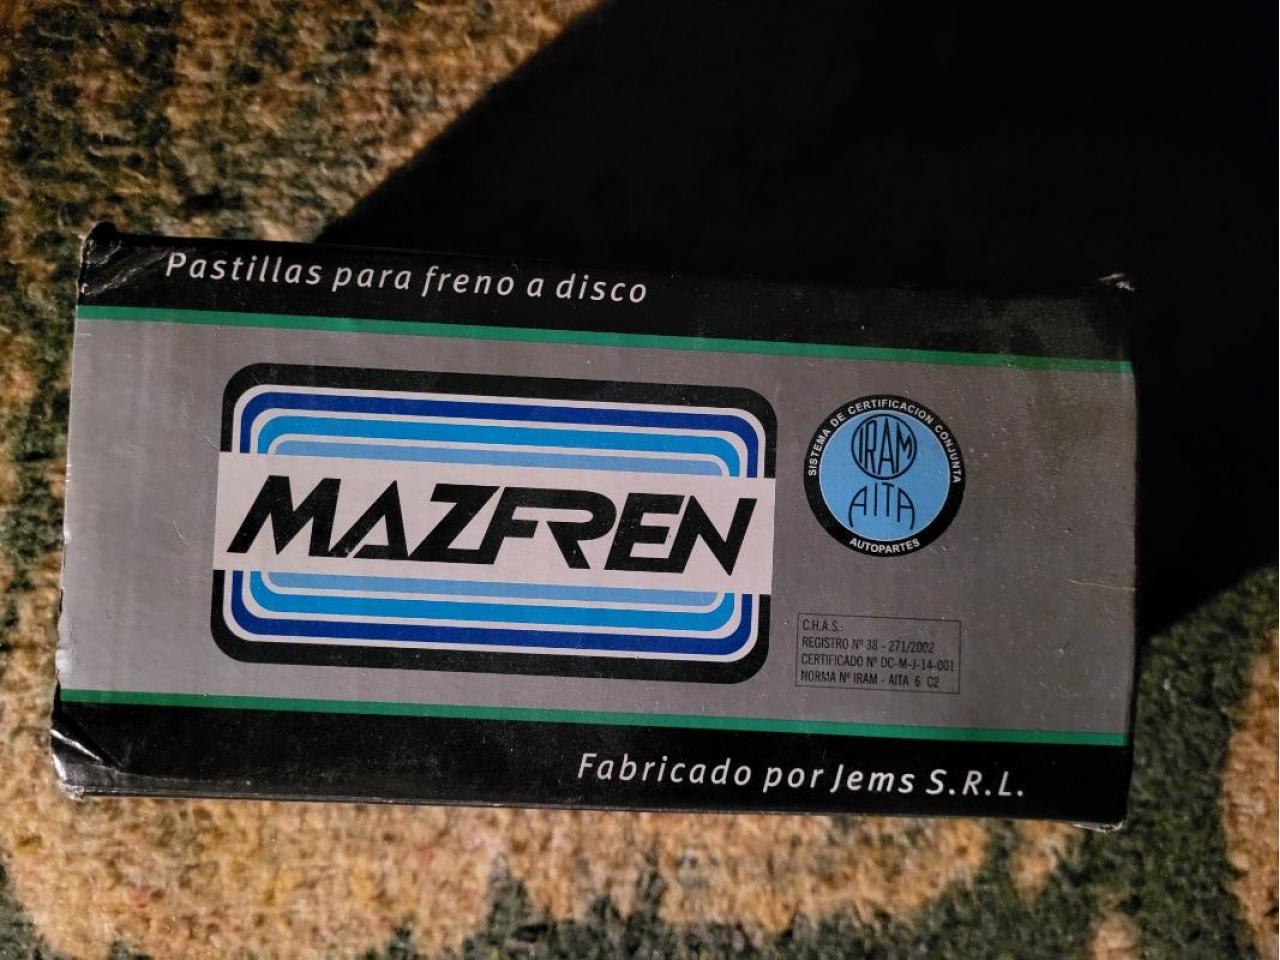 Pastillas para freno a disco
MAZFREN
SISTEMA DE CERTIFICACION CONJUNTA
IRAM
AITA
AUTOPARTES
C.H.A.S.:
REGISTRO Nº 38 - 271/2002
CERTIFICADO Nº DC-M-J-14-001
NORMA Nº IRAM - AITA 6 C2
Fabricado por Jems S.R.L.